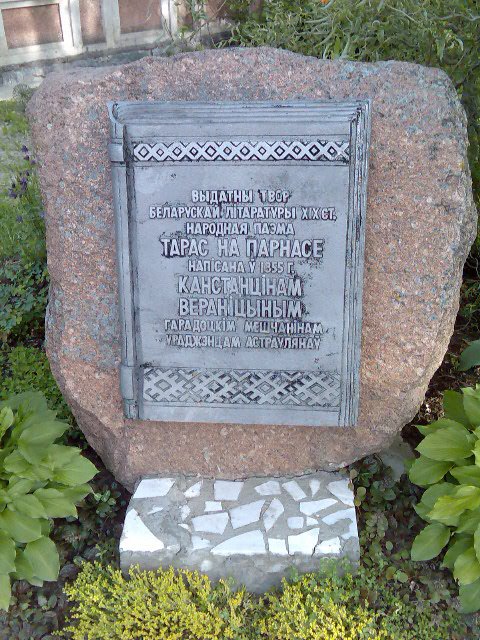 ВЫДАТНЫ ТВОР
БЕЛАРУСКАЙ ЛІТАРАТУРЫ XIX СТ.
НАРОДНАЯ ПАЭМА
ТАРАС НА ПАРНАСЕ
НАПІСАНА Ў 1855 Г.
КАНСТАНЦІНАМ
ВЕРАНІЦЫНЫМ
ГАРАДОЦКІМ МЕШЧАНІНАМ
УРАДЖЭНЦАМ АСТРАЎЛЯНАЎ